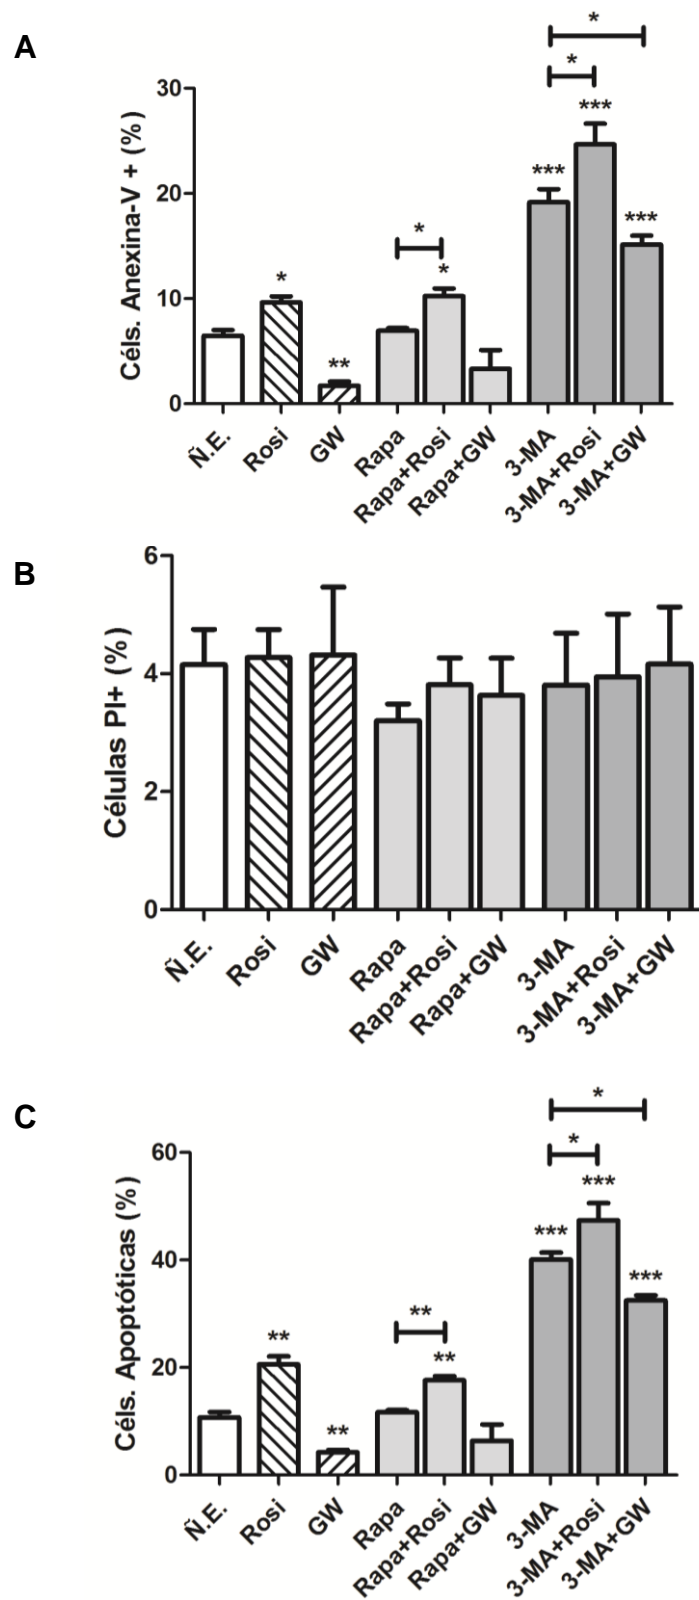 A
Céls. Anexina-V + (%)
30
20
10
0
*
**
*
*
***
***
***
*
*
Ñ.E.
Rosi
GW
Rapa
Rapa+Rosi
Rapa+GW
3-MA
3-MA+Rosi
3-MA+GW
B
Células PI+ (%)
6
4
2
0
Ñ.E.
Rosi
GW
Rapa
Rapa+Rosi
Rapa+GW
3-MA
3-MA+Rosi
3-MA+GW
C
Céls. Apoptóticas (%)
60
40
20
0
**
**
**
**
***
***
***
*
*
Ñ.E.
Rosi
GW
Rapa
Rapa+Rosi
Rapa+GW
3-MA
3-MA+Rosi
3-MA+GW